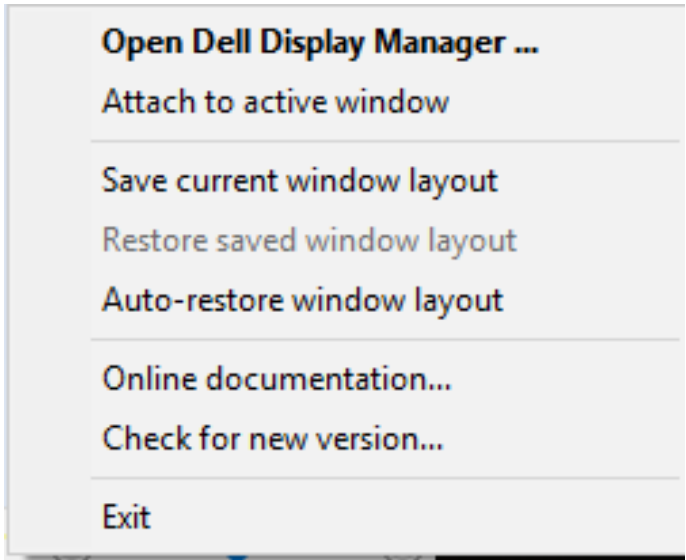 Open Dell Display Manager ...
Attach to active window
Save current window layout
Restore saved window layout
Auto-restore window layout
Online documentation...
Check for new version...
Exit